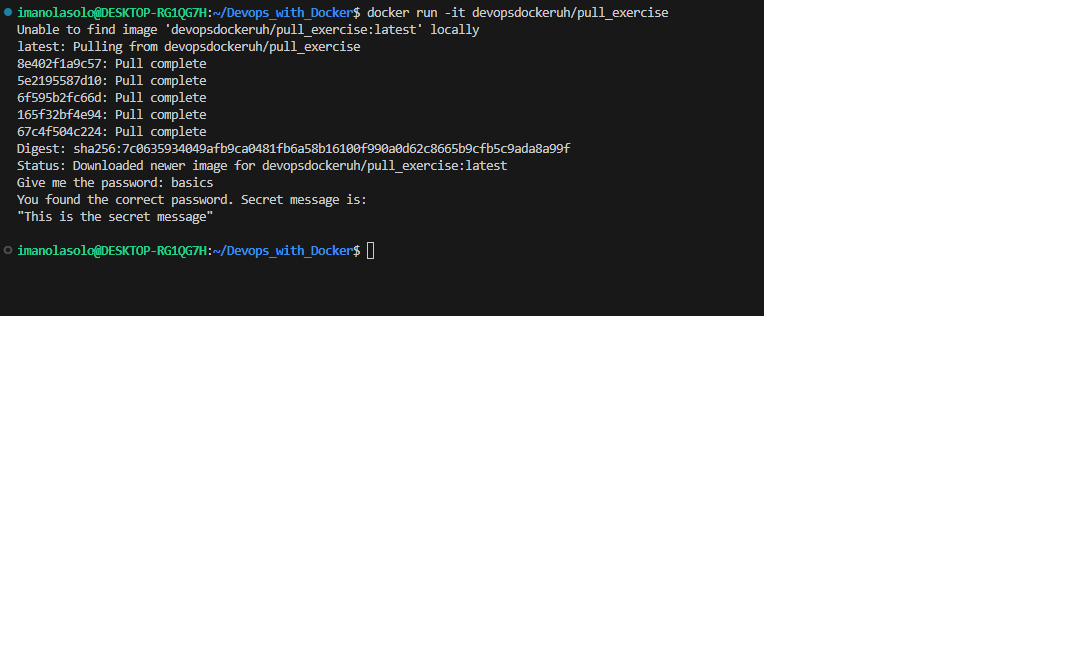 imanolasolo@DESKTOP-RG1QG7H:~/Devops_with_Docker$ docker run -it devopsdockeruh/pull_exercise
Unable to find image 'devopsdockeruh/pull_exercise:latest' locally
latest: Pulling from devopsdockeruh/pull_exercise
8e402f1a9c57: Pull complete
5e2195587d10: Pull complete
6f595b2fc66d: Pull complete
165f32bf4e94: Pull complete
67c4f504c224: Pull complete
Digest: sha256:7c0635934049afb9ca0481fb6a58b16100f990a0d62c8665b9cfb5c9ada8a99f
Status: Downloaded newer image for devopsdockeruh/pull_exercise:latest
Give me the password: basics
You found the correct password. Secret message is:
"This is the secret message"
imanolasolo@DESKTOP-RG1QG7H:~/Devops_with_Docker$